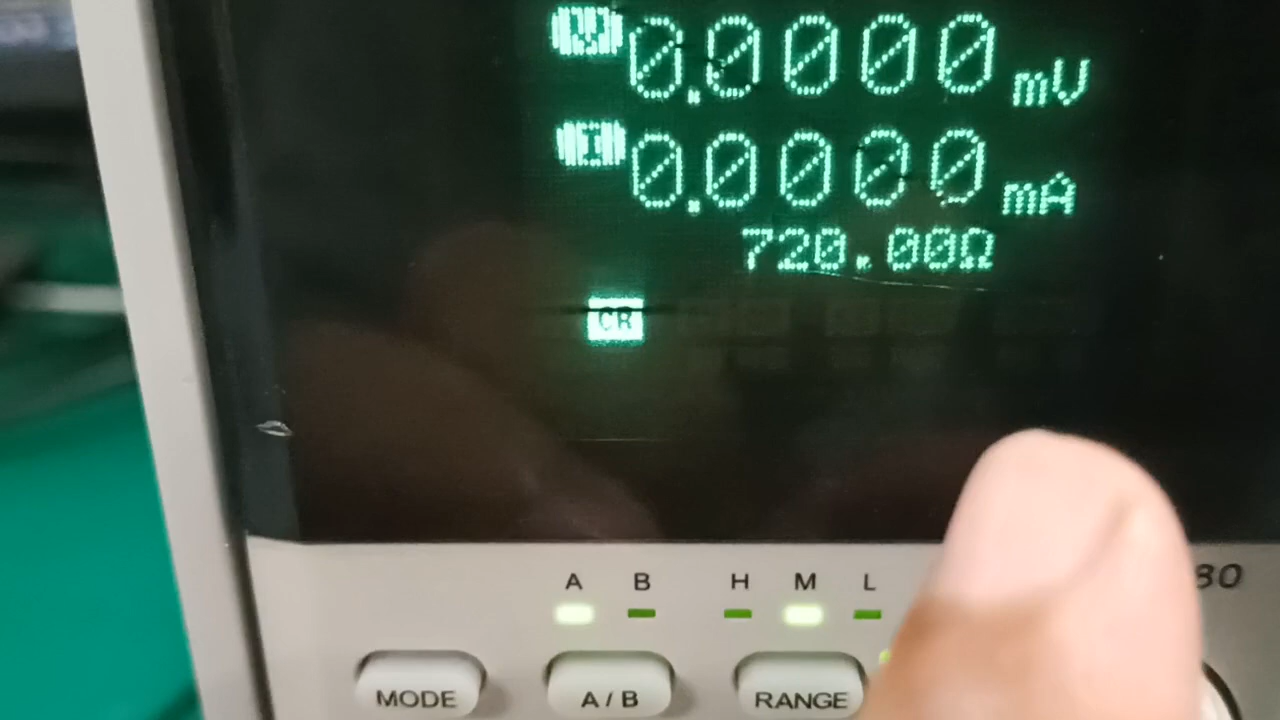 V 0.0000 mV
I 0.0000 mA
720.00Ω
CR
A B H M L
MODE A/B RANGE